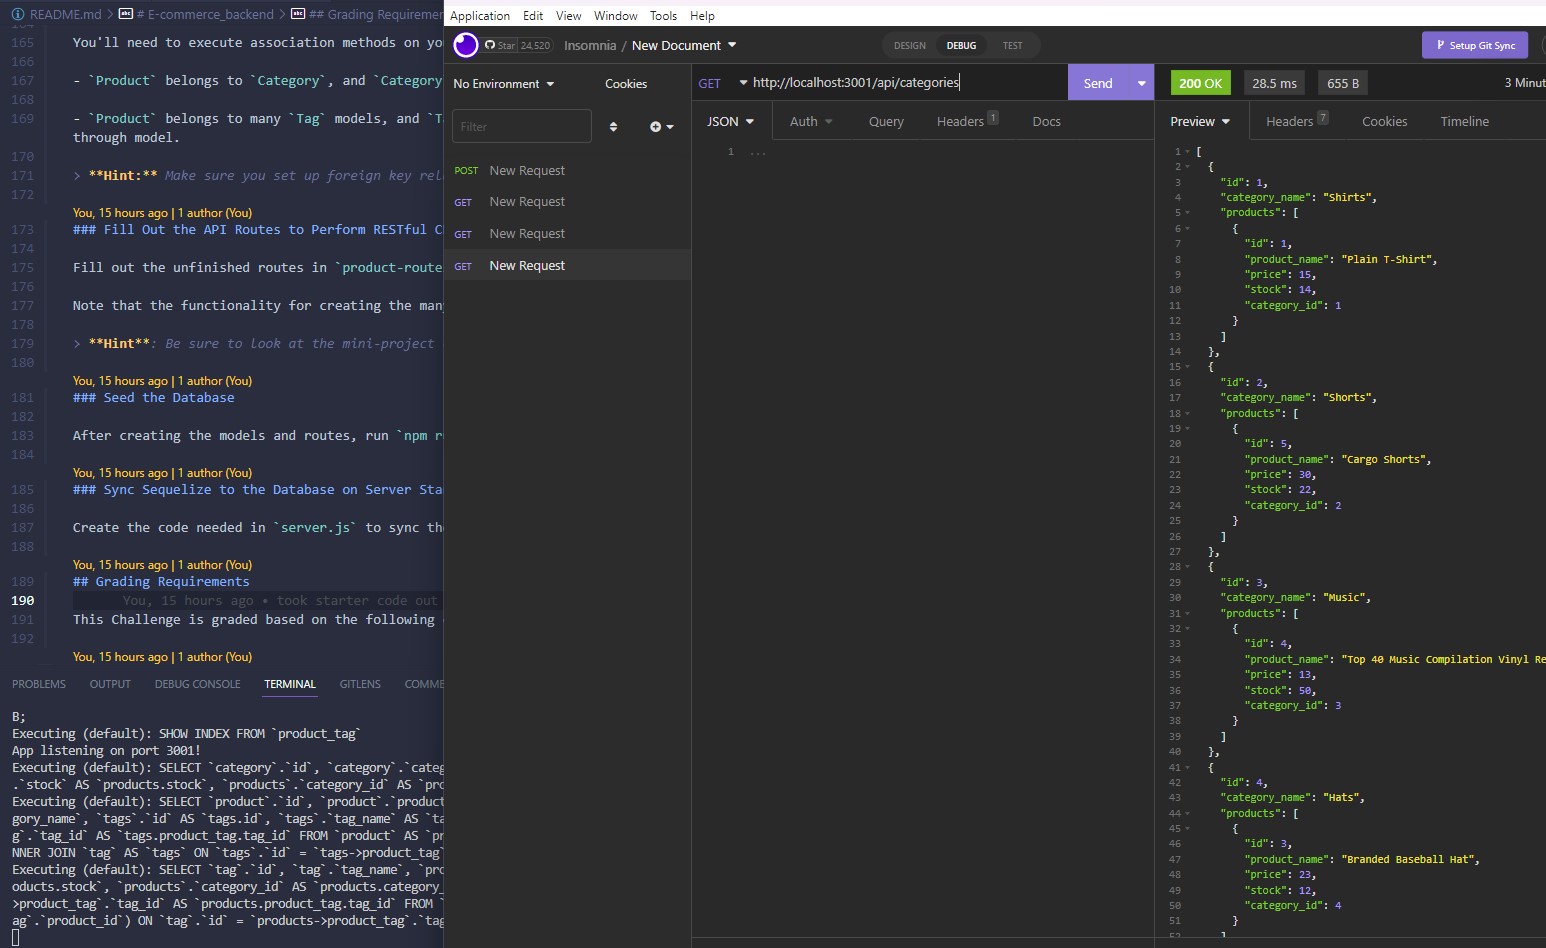 README.md > # E-commerce_backend > ## Grading Requiremen
165 You'll need to execute association methods on yo
166
167 - `Product` belongs to `Category`, and `Category
168
169 - `Product` belongs to many `Tag` models, and `T
through model.
170
171 > **Hint:** Make sure you set up foreign key rel
172
You, 15 hours ago | 1 author (You)
173 ### Fill Out the API Routes to Perform RESTful C
174
175 Fill out the unfinished routes in `product-route
176
177 Note that the functionality for creating the man
178
179 > **Hint**: Be sure to look at the mini-project
180
You, 15 hours ago | 1 author (You)
181 ### Seed the Database
182
183 After creating the models and routes, run `npm r
184
You, 15 hours ago | 1 author (You)
185 ### Sync Sequelize to the Database on Server Sta
186
187 Create the code needed in `server.js` to sync th
188
You, 15 hours ago | 1 author (You)
189 ## Grading Requirements
190 You, 15 hours ago • took starter code out
191 This Challenge is graded based on the following
192
You, 15 hours ago | 1 author (You)
PROBLEMS OUTPUT DEBUG CONSOLE TERMINAL GITLENS COMME
B;
Executing (default): SHOW INDEX FROM `product_tag`
App listening on port 3001!
Executing (default): SELECT `category`.`id`, `category`.`categ
.`stock` AS `products.stock`, `products`.`category_id` AS `pro
Executing (default): SELECT `product`.`id`, `product`.`product
gory_name`, `tags`.`id` AS `tags.id`, `tags`.`tag_name` AS `ta
g`.`tag_id` AS `tags.product_tag.tag_id` FROM `product` AS `pr
NNER JOIN `tag` AS `tags` ON `tags`.`id` = `tags->product_tag`
Executing (default): SELECT `tag`.`id`, `tag`.`tag_name`, `pro
oducts.stock`, `products`.`category_id` AS `products.category_
>product_tag`.`tag_id` AS `products.product_tag.tag_id` FROM `
ag`.`product_id`) ON `tag`.`id` = `products->product_tag`.`tag
Application Edit View Window Tools Help
Star 24,520 Insomnia / New Document
DESIGN DEBUG TEST
Setup Git Sync
No Environment Cookies
Filter
POST New Request
GET New Request
GET New Request
GET New Request
GET http://localhost:3001/api/categories Send
JSON Auth Query Headers 1 Docs
1 ...
200 OK 28.5 ms 655 B 3 Minut
Preview Headers 7 Cookies Timeline
1 [
2 {
3 "id": 1,
4 "category_name": "Shirts",
5 "products": [
6 {
7 "id": 1,
8 "product_name": "Plain T-Shirt",
9 "price": 15,
10 "stock": 14,
11 "category_id": 1
12 }
13 ]
14 },
15 {
16 "id": 2,
17 "category_name": "Shorts",
18 "products": [
19 {
20 "id": 5,
21 "product_name": "Cargo Shorts",
22 "price": 30,
23 "stock": 22,
24 "category_id": 2
25 }
26 ]
27 },
28 {
29 "id": 3,
30 "category_name": "Music",
31 "products": [
32 {
33 "id": 4,
34 "product_name": "Top 40 Music Compilation Vinyl Re
35 "price": 13,
36 "stock": 50,
37 "category_id": 3
38 }
39 ]
40 },
41 {
42 "id": 4,
43 "category_name": "Hats",
44 "products": [
45 {
46 "id": 3,
47 "product_name": "Branded Baseball Hat",
48 "price": 23,
49 "stock": 12,
50 "category_id": 4
51 }
52 ]